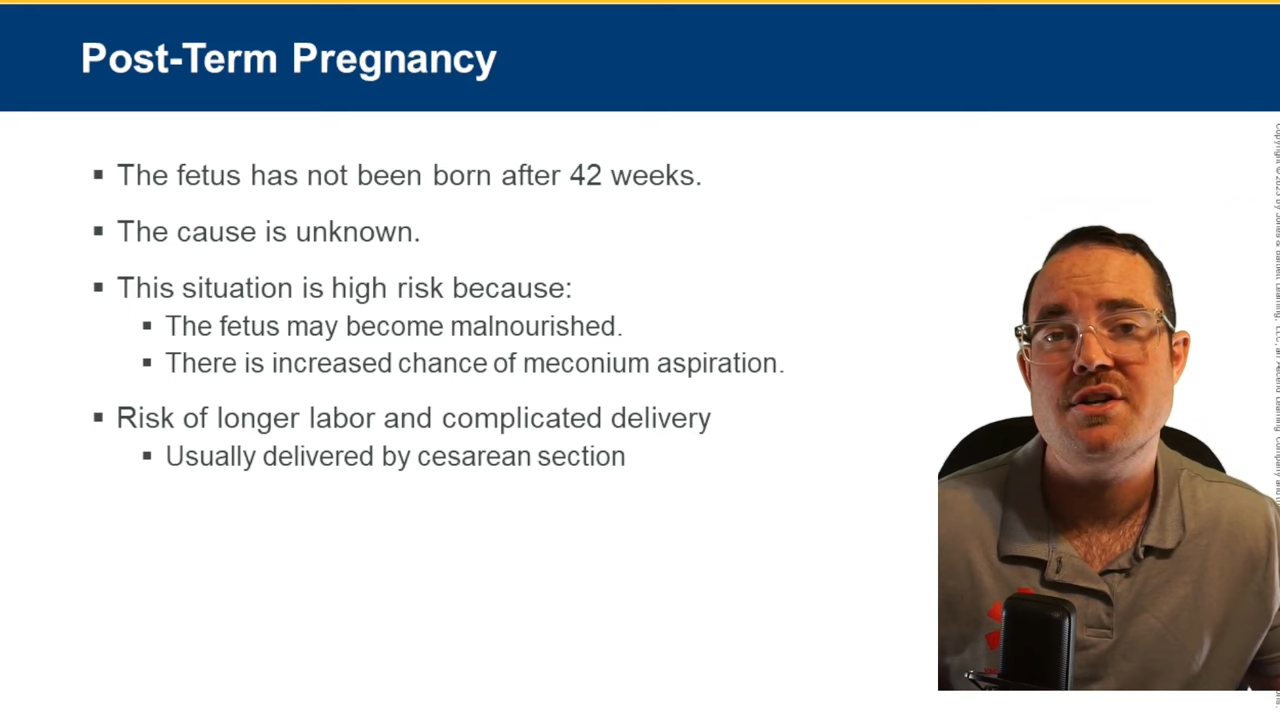 Post-Term Pregnancy
▪ The fetus has not been born after 42 weeks.
▪ The cause is unknown.
▪ This situation is high risk because:
▪ The fetus may become malnourished.
▪ There is increased chance of meconium aspiration.
▪ Risk of longer labor and complicated delivery
▪ Usually delivered by cesarean section